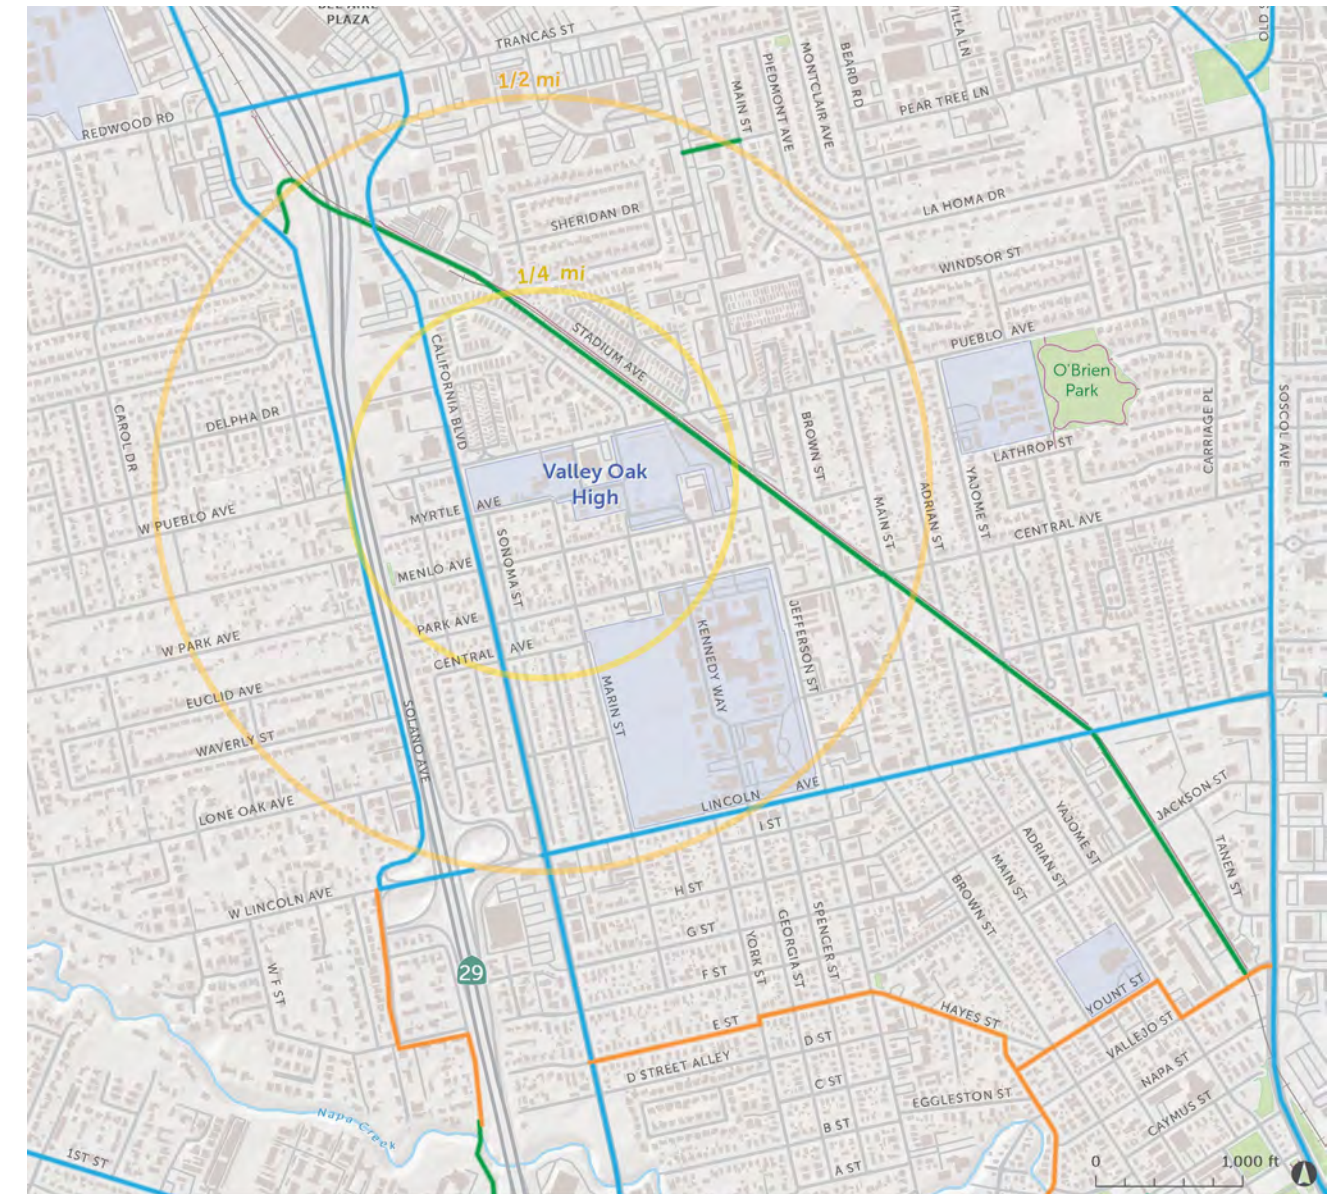 PLAZA
TRANCAS ST
REDWOOD RD
1/2 mi
MAIN ST
PIEDMONT AVE
MONTCLAIR AVE
BEARD RD
PEAR TREE LN
SHERIDAN DR
LA HOMA DR
WINDSOR ST
1/4 mi
STADIUM AVE
CALIFORNIA BLVD
PUEBLO AVE
O'Brien
Park
CAROL DR
DELPHA DR
CARRIAGE PL
SOSCOL AVE
BROWN ST
LATHROP ST
Valley Oak
High
W PUEBLO AVE
MYRTLE AVE
MAIN ST
ADRIAN ST
YAJOME ST
CENTRAL AVE
SONOMA ST
MENLO AVE
PARK AVE
CENTRAL AVE
KENNEDY WAY
JEFFERSON ST
W PARK AVE
EUCLID AVE
WAVERLY ST
SOLANO AVE
MARIN ST
LONE OAK AVE
LINCOLN AVE
I ST
JACKSON ST
YAJOME ST
ADRIAN ST
MAIN ST
BROWN ST
TANEN ST
W LINCOLN AVE
H ST
G ST
F ST
YORK ST
GEORGIA ST
SPENCER ST
W F ST
29
E ST
D ST
HAYES ST
YOUNT ST
VALLEJO ST
D STREET ALLEY
C ST
B ST
A ST
EGGLESTON ST
NAPA ST
CAYMUS ST
Napa Creek
1ST ST
0 1,000 ft